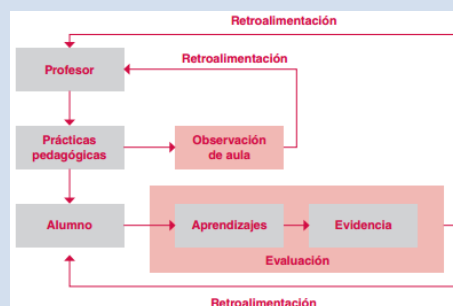 Retroalimentación
Retroalimentación
Profesor
Prácticas
pedagógicas
Observación
de aula
Alumno
Aprendizajes
Evidencia
Evaluación
Retroalimentación